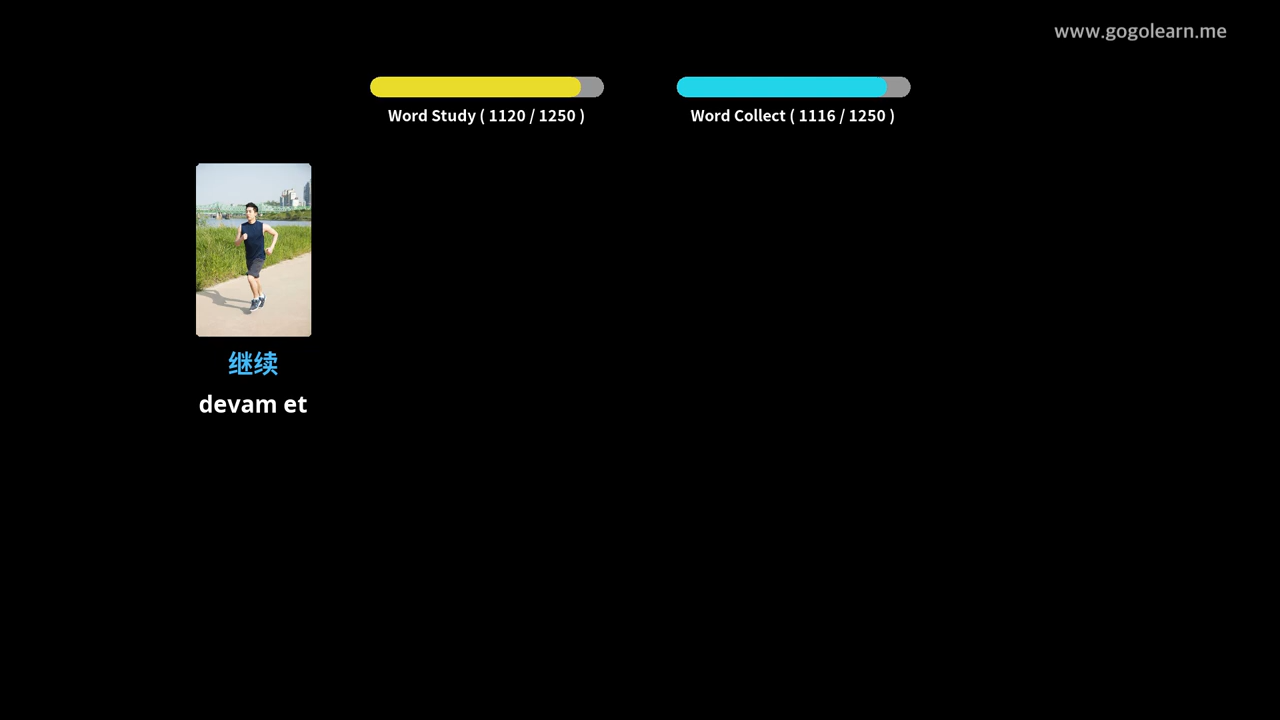 www.gogolearn.me
Word Study ( 1120 / 1250 )
Word Collect ( 1116 / 1250 )
继续
devam et